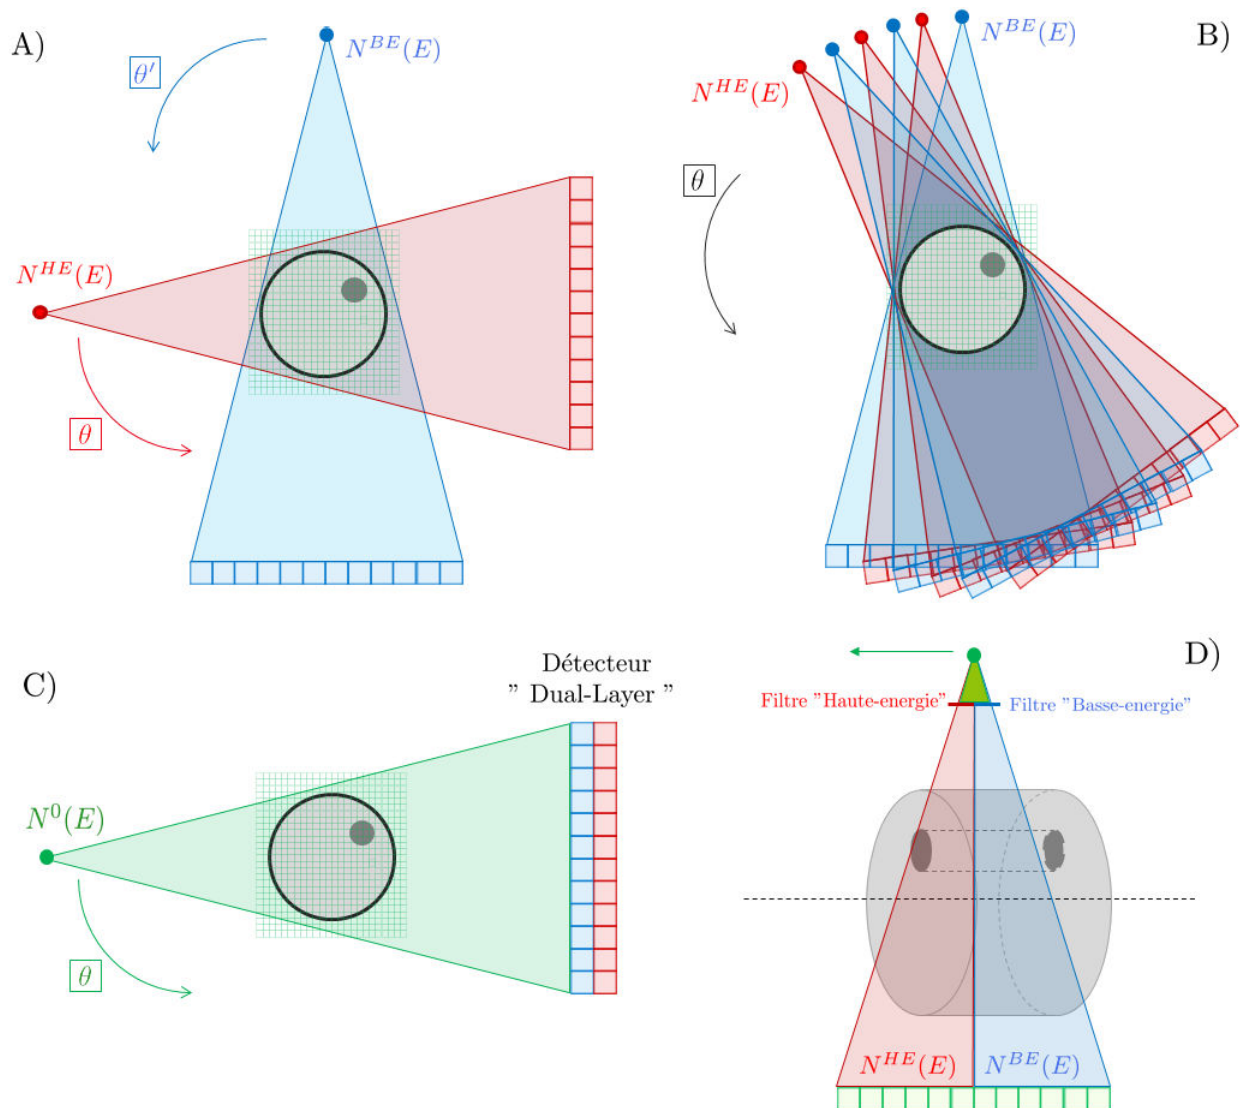 A)
θ'
N^{BE}(E)
N^{HE}(E)
θ
B)
N^{BE}(E)
N^{HE}(E)
θ
C)
Détecteur
" Dual-Layer "
N^0(E)
θ
D)
Filtre "Haute-energie"
Filtre "Basse-energie"
N^{HE}(E)
N^{BE}(E)